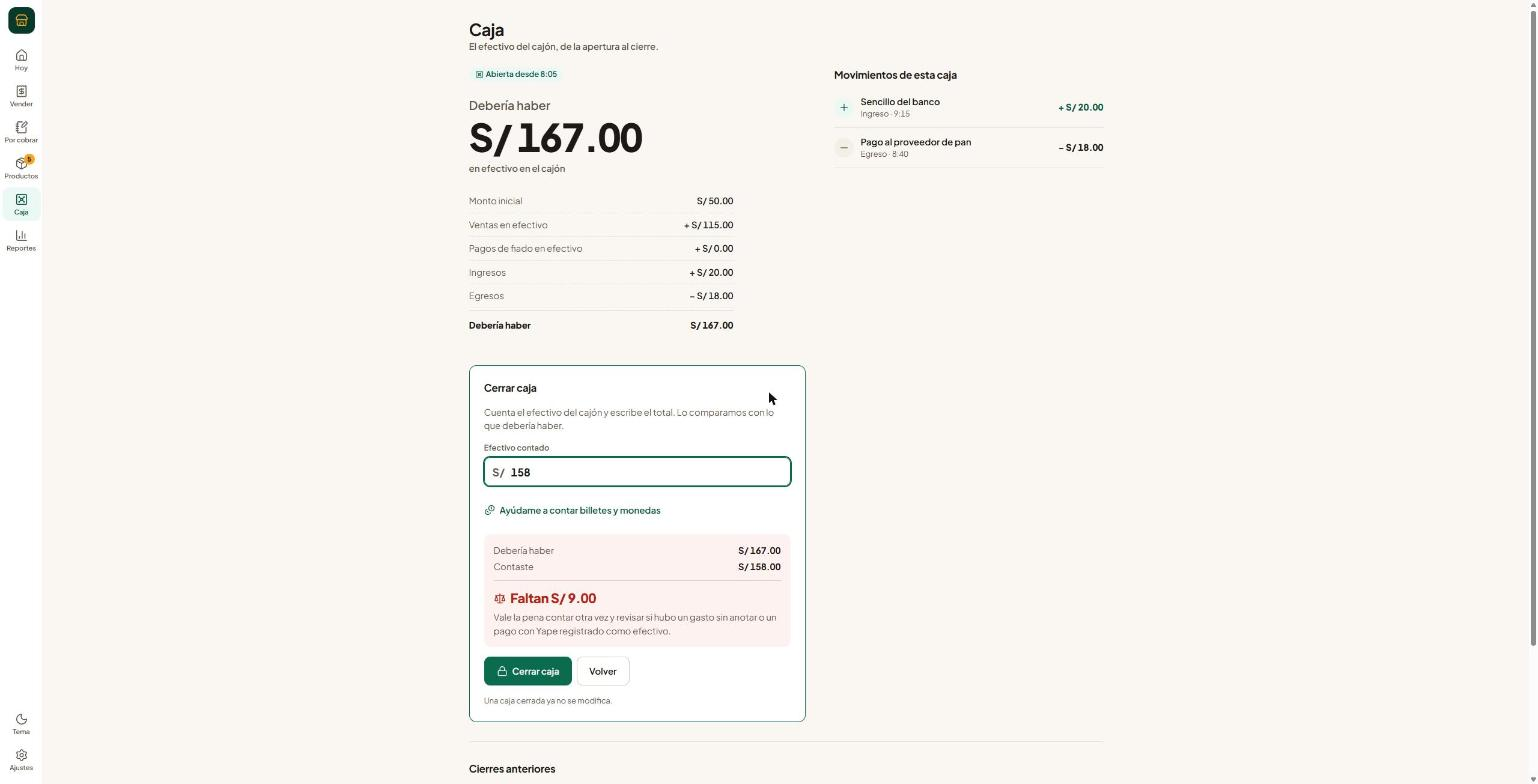 Hoy
Vender
Por cobrar
5
Productos
Caja
Reportes
Tema
Ajustes
Caja
El efectivo del cajón, de la apertura al cierre.
Abierta desde 8:05
Debería haber
S/ 167.00
en efectivo en el cajón
Monto inicial S/ 50.00
Ventas en efectivo + S/ 115.00
Pagos de fiado en efectivo + S/ 0.00
Ingresos + S/ 20.00
Egresos − S/ 18.00
Debería haber S/ 167.00
Cerrar caja
Cuenta el efectivo del cajón y escribe el total. Lo comparamos con lo
que debería haber.
Efectivo contado
S/ 158
Ayúdame a contar billetes y monedas
Debería haber S/ 167.00
Contaste S/ 158.00
Faltan S/ 9.00
Vale la pena contar otra vez y revisar si hubo un gasto sin anotar o un
pago con Yape registrado como efectivo.
Cerrar caja Volver
Una caja cerrada ya no se modifica.
Movimientos de esta caja
Sencillo del banco + S/ 20.00
Ingreso · 9:15
Pago al proveedor de pan − S/ 18.00
Egreso · 8:40
Cierres anteriores